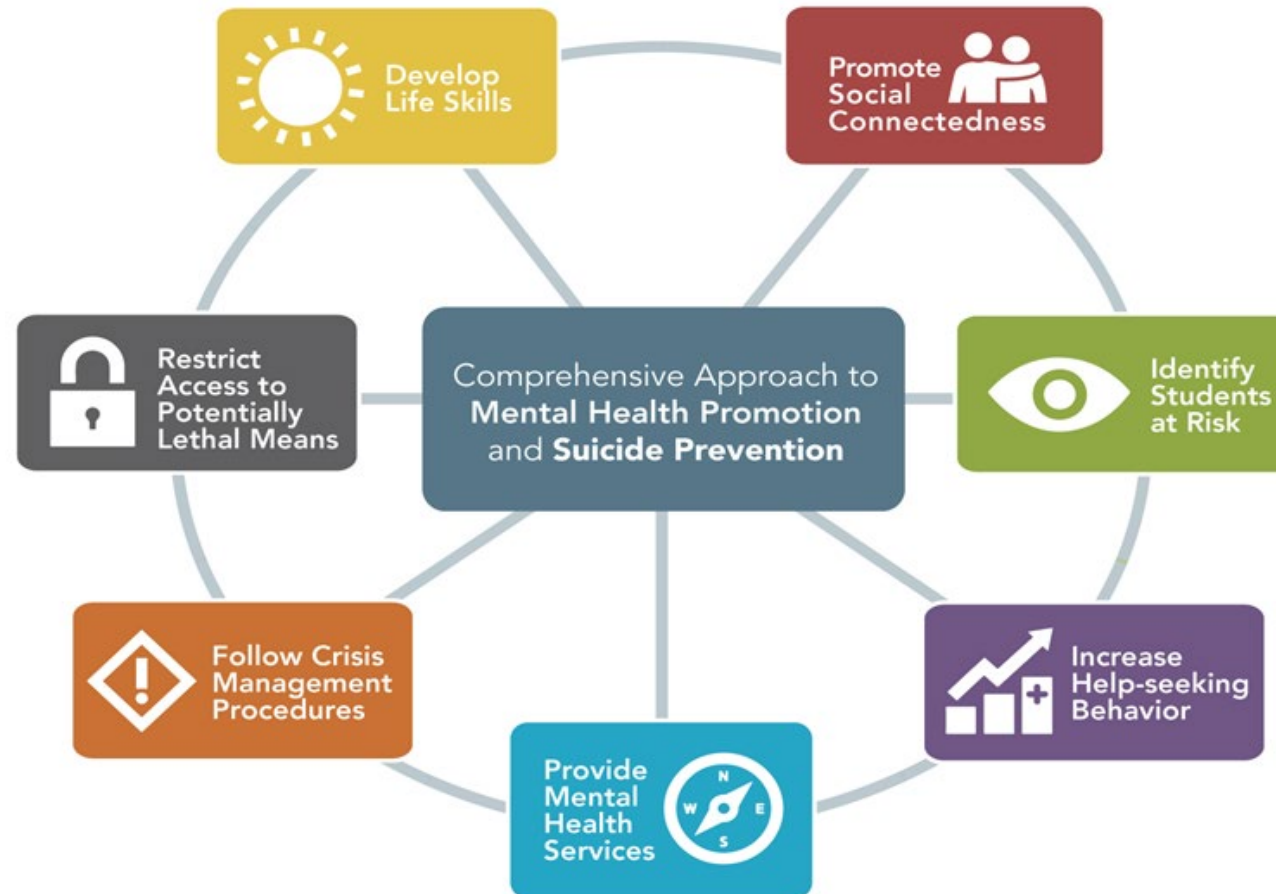 Develop
Life Skills
Promote
Social
Connectedness
Restrict
Access to
Potentially
Lethal Means
Comprehensive Approach to
Mental Health Promotion
and Suicide Prevention
Identify
Students
at Risk
Follow Crisis
Management
Procedures
Increase
Help-seeking
Behavior
Provide
Mental
Health
Services
N
W E
S